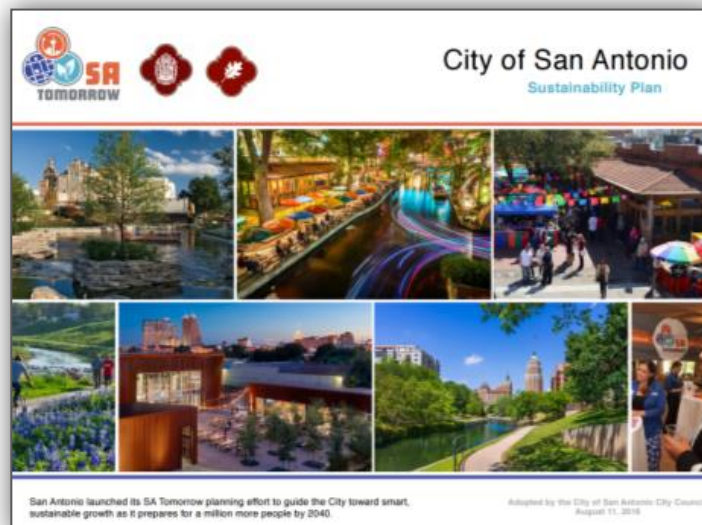 SA
TOMORROW
City of San Antonio
Sustainability Plan
SA
San Antonio launched its SA Tomorrow planning effort to guide the City toward smart,
sustainable growth as it prepares for a million more people by 2040.
Adopted by the City of San Antonio City
August 11, 2016